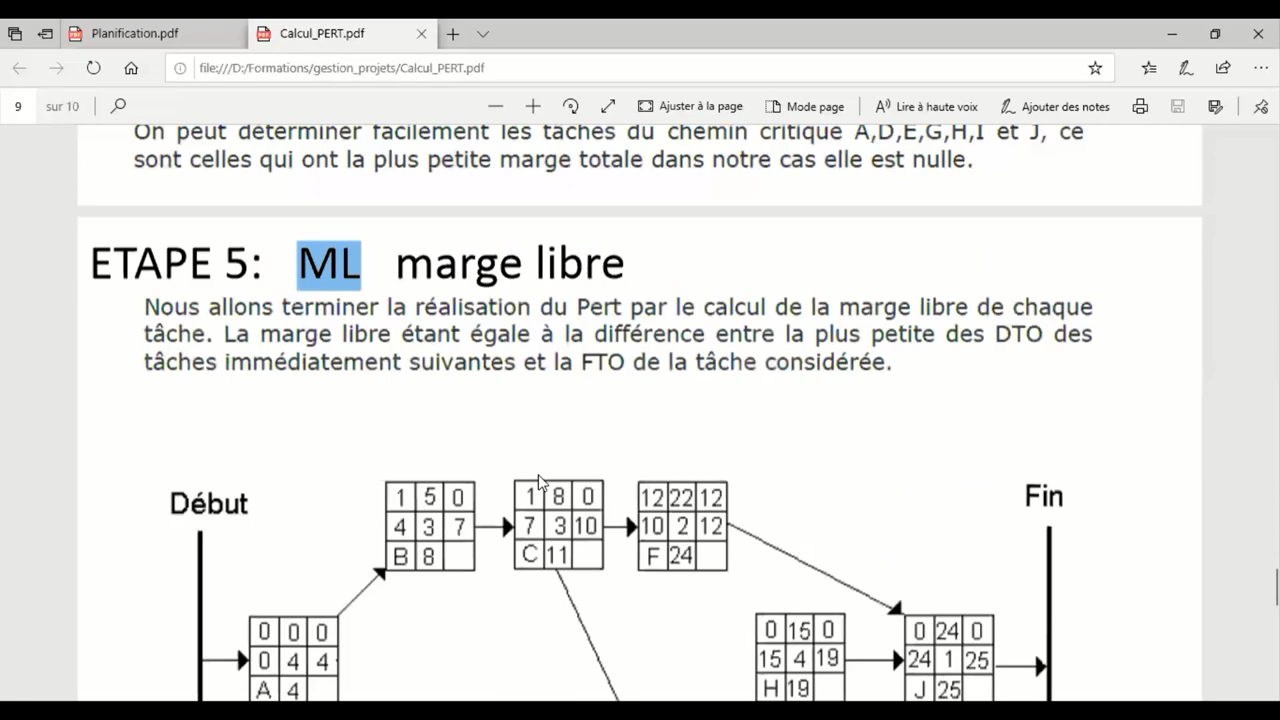 Planification.pdf
Calcul_PERT.pdf
file:///D:/Formations/gestion_projets/Calcul_PERT.pdf
9 sur 10
Ajuster à la page
Mode page
Lire à haute voix
Ajouter des notes
On peut déterminer facilement les tâches du chemin critique A,D,E,G,H,I et J, ce
sont celles qui ont la plus petite marge totale dans notre cas elle est nulle.
ETAPE 5: ML marge libre
Nous allons terminer la réalisation du Pert par le calcul de la marge libre de chaque
tâche. La marge libre étant égale à la différence entre la plus petite des DTO des
tâches immédiatement suivantes et la FTO de la tâche considérée.
Début
Fin
1 5 0
4 3 7
B 8
1 8 0
7 3 10
C 11
12 22 12
10 2 12
F 24
0 0 0
0 4 4
A 4
0 15 0
15 4 19
H 19
0 24 0
24 1 25
J 25